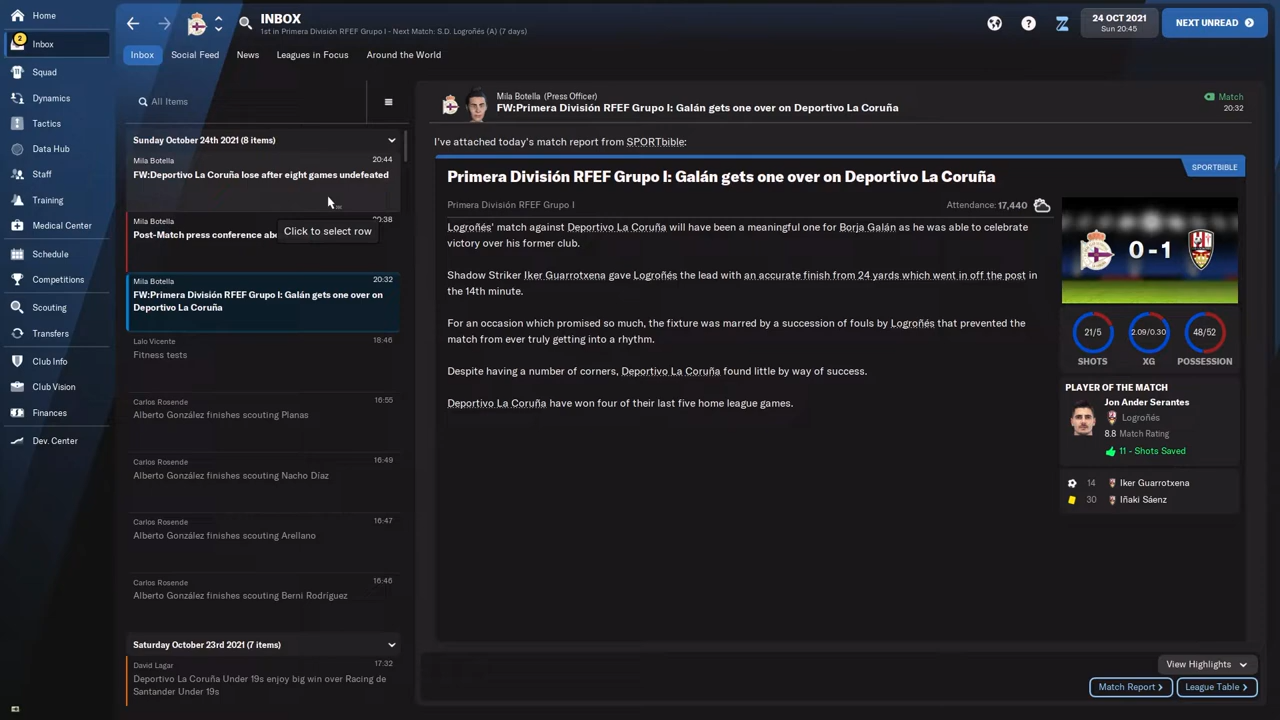 Home
INBOX
1st in Primera División RFEF Grupo I - Next Match: S.D. Logroñés (A) (7 days)
24 OCT 2021
Sun 20:45
NEXT UNREAD
2
Inbox
Squad
Dynamics
Tactics
Data Hub
Staff
Training
Medical Center
Schedule
Competitions
Scouting
Transfers
Club Info
Club Vision
Finances
Dev. Center
Inbox
Social Feed
News
Leagues in Focus
Around the World
All Items
Sunday October 24th 2021 (8 items)
Mila Botella
20:44
FW:Deportivo La Coruña lose after eight games undefeated
Mila Botella
Post-Match press conference abo
Click to select row
Mila Botella
20:32
FW:Primera División RFEF Grupo I: Galán gets one over on
Deportivo La Coruña
Lalo Vicente
18:46
Fitness tests
Carlos Rosende
16:55
Alberto González finishes scouting Planas
Carlos Rosende
16:49
Alberto González finishes scouting Nacho Díaz
Carlos Rosende
16:47
Alberto González finishes scouting Arellano
Carlos Rosende
16:46
Alberto González finishes scouting Berni Rodríguez
Saturday October 23rd 2021 (7 items)
David Lagar
17:32
Deportivo La Coruña Under 19s enjoy big win over Racing de
Santander Under 19s
Mila Botella (Press Officer)
FW:Primera División RFEF Grupo I: Galán gets one over on Deportivo La Coruña
Match
20:32
I've attached today's match report from SPORTbible:
SPORTBIBLE
Primera División RFEF Grupo I: Galán gets one over on Deportivo La Coruña
Primera División RFEF Grupo I
Attendance: 17,440
Logroñés' match against Deportivo La Coruña will have been a meaningful one for Borja Galán as he was able to celebrate
victory over his former club.
Shadow Striker Iker Guarrotxena gave Logroñés the lead with an accurate finish from 24 yards which went in off the post in
the 14th minute.
For an occasion which promised so much, the fixture was marred by a succession of fouls by Logroñés that prevented the
match from ever truly getting into a rhythm.
Despite having a number of corners, Deportivo La Coruña found little by way of success.
Deportivo La Coruña have won four of their last five home league games.
0 - 1
21/5
2.09/0.30
48/52
SHOTS
XG
POSSESSION
PLAYER OF THE MATCH
Jon Ander Serantes
Logroñés
8.8 Match Rating
11 - Shots Saved
14 Iker Guarrotxena
30 Iñaki Sáenz
View Highlights
Match Report
League Table